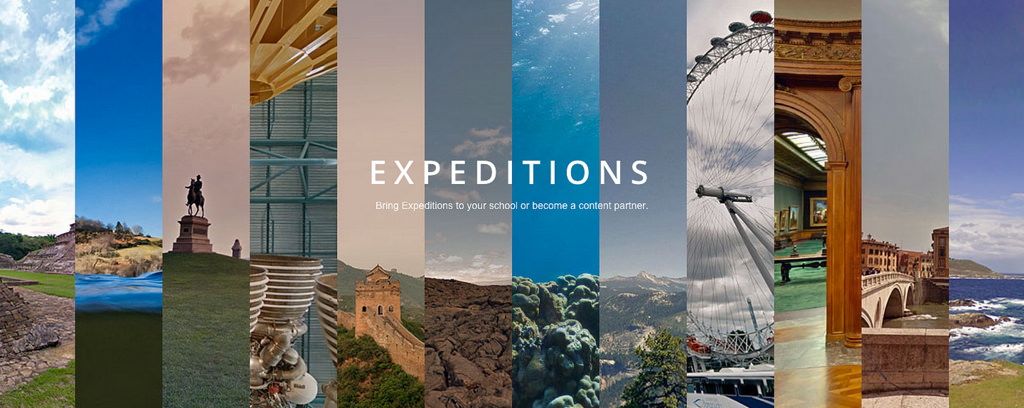 EXPEDITIONS
Bring Expeditions to your school or become a content partner.